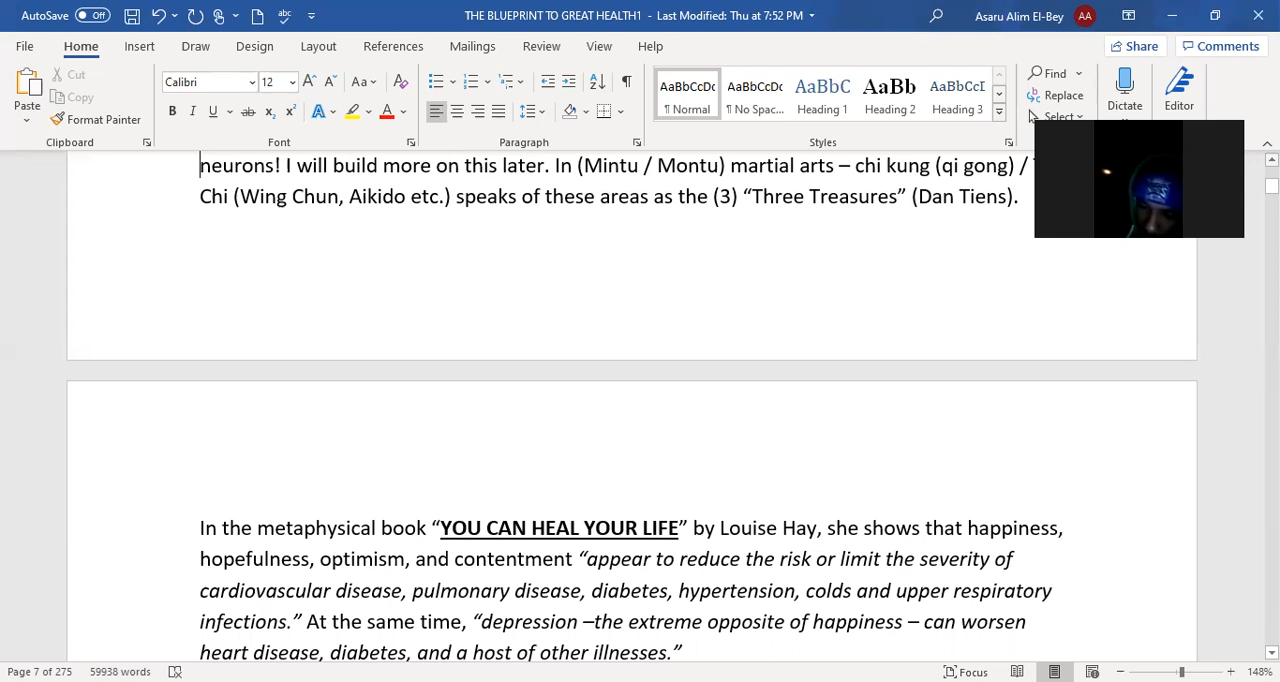 AutoSave Off THE BLUEPRINT TO GREAT HEALTH1 - Last Modified: Thu at 7:52 PM Asaru Alim El-Bey AA
File Home Insert Draw Design Layout References Mailings Review View Help Share Comments
Paste Cut Copy Format Painter
Calibri 12
AaBbCcDc AaBbCcDc AaBbC AaBb AaBbCcI
¶ Normal ¶ No Spac... Heading 1 Heading 2 Heading 3
Find Replace Select
Dictate Editor
Clipboard Font Paragraph Styles
neurons! I will build more on this later. In (Mintu / Montu) martial arts – chi kung (qi gong) /
Chi (Wing Chun, Aikido etc.) speaks of these areas as the (3) “Three Treasures” (Dan Tiens).
In the metaphysical book “YOU CAN HEAL YOUR LIFE” by Louise Hay, she shows that happiness,
hopefulness, optimism, and contentment “appear to reduce the risk or limit the severity of
cardiovascular disease, pulmonary disease, diabetes, hypertension, colds and upper respiratory
infections.” At the same time, “depression –the extreme opposite of happiness – can worsen
heart disease, diabetes, and a host of other illnesses.”
Page 7 of 275 59938 words Focus 148%